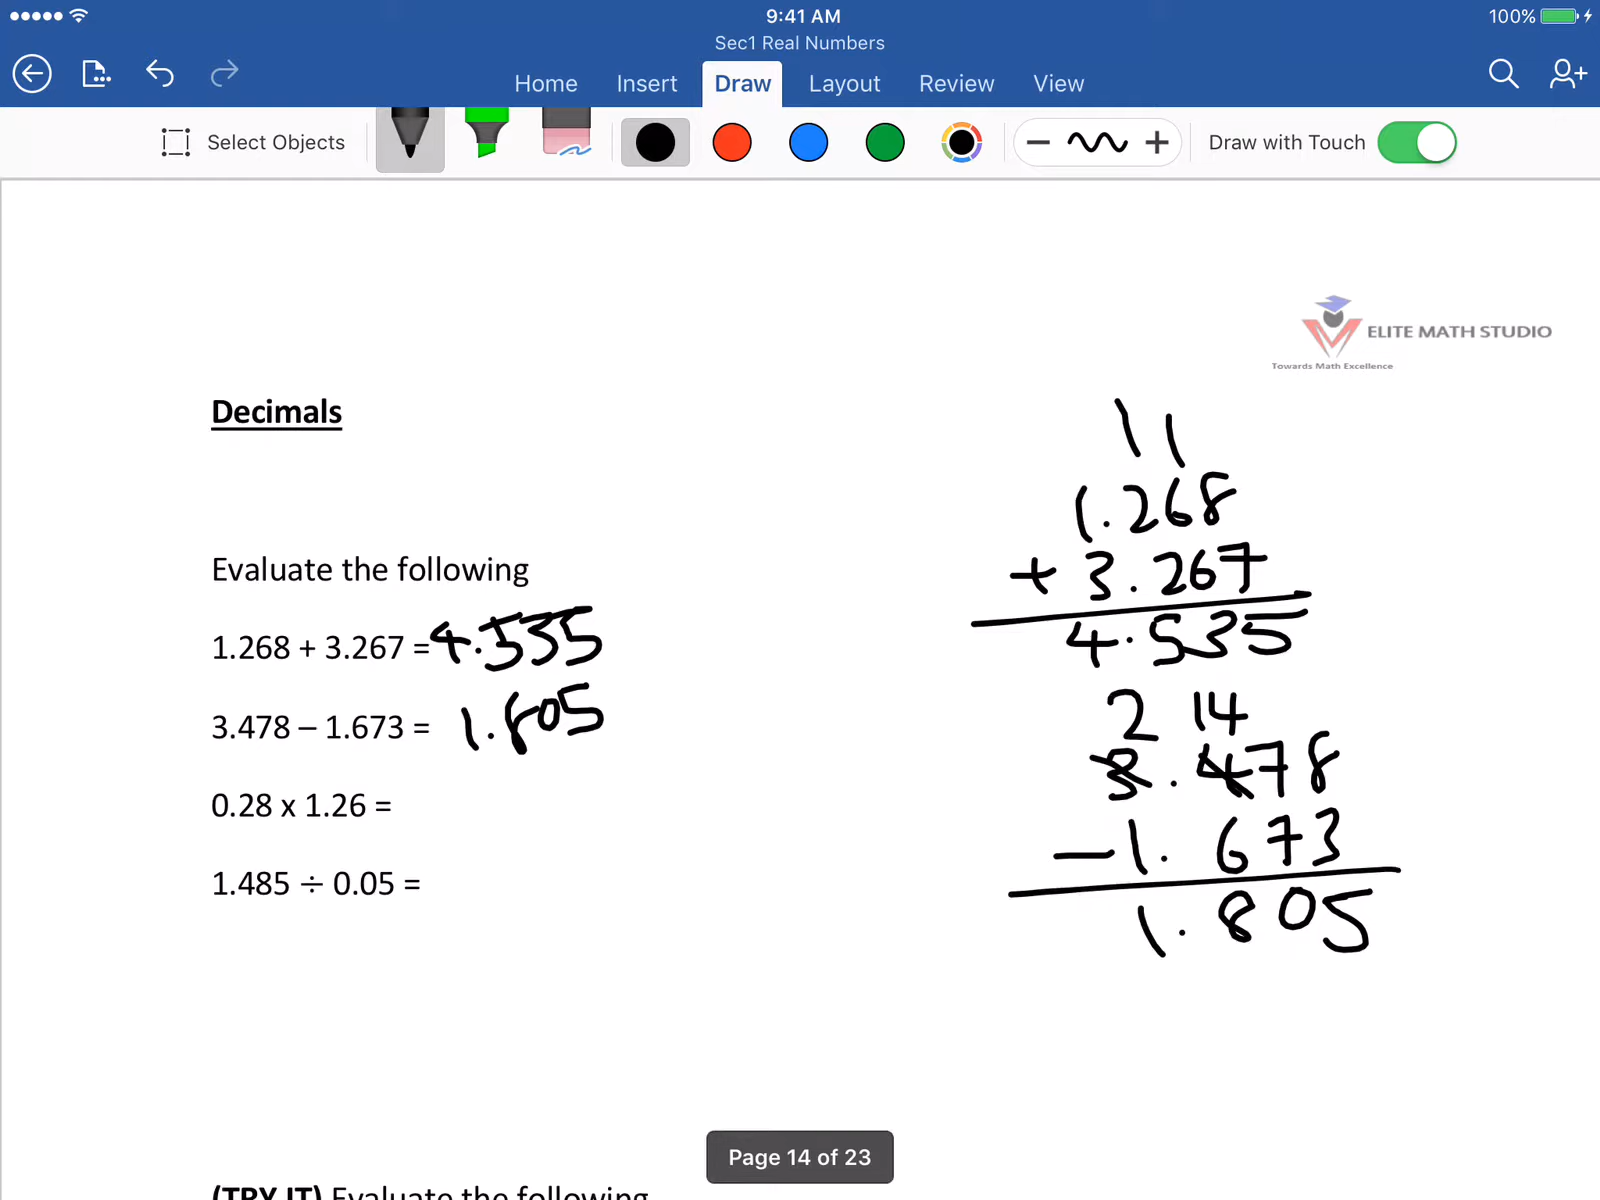 9:41 AM
100%
Sec1 Real Numbers
Home Insert Draw Layout Review View
Select Objects
Draw with Touch
ELITE MATH STUDIO
Towards Math Excellence
Decimals
Evaluate the following
1.268 + 3.267 = 4.535
3.478 – 1.673 = 1.805
0.28 x 1.26 =
1.485 ÷ 0.05 =
1 1
1.268
+ 3.267
4.535
2 14
3.478
- 1.673
1.805
Page 14 of 23
(TRY IT) Evaluate the following